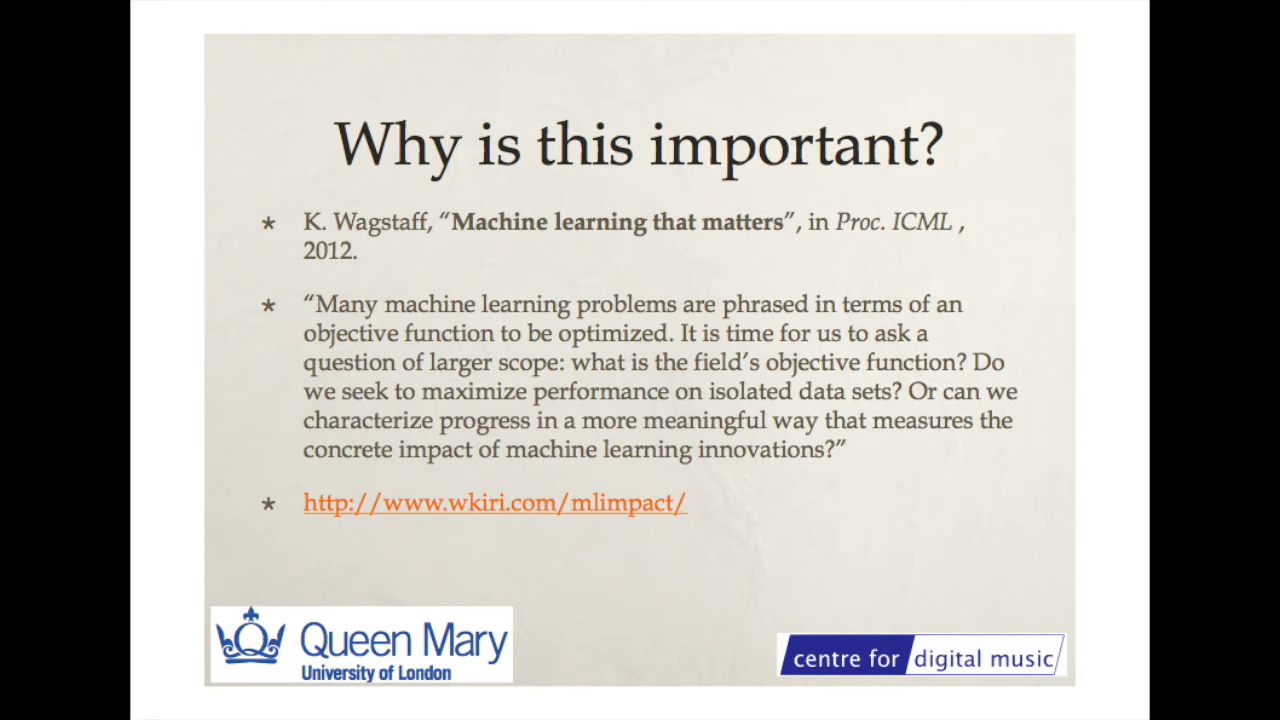 Why is this important?
* K. Wagstaff, “Machine learning that matters”, in Proc. ICML ,
2012.
* “Many machine learning problems are phrased in terms of an
objective function to be optimized. It is time for us to ask a
question of larger scope: what is the field’s objective function? Do
we seek to maximize performance on isolated data sets? Or can we
characterize progress in a more meaningful way that measures the
concrete impact of machine learning innovations?”
* http://www.wkiri.com/mlimpact/
Queen Mary
University of London
centre for digital music